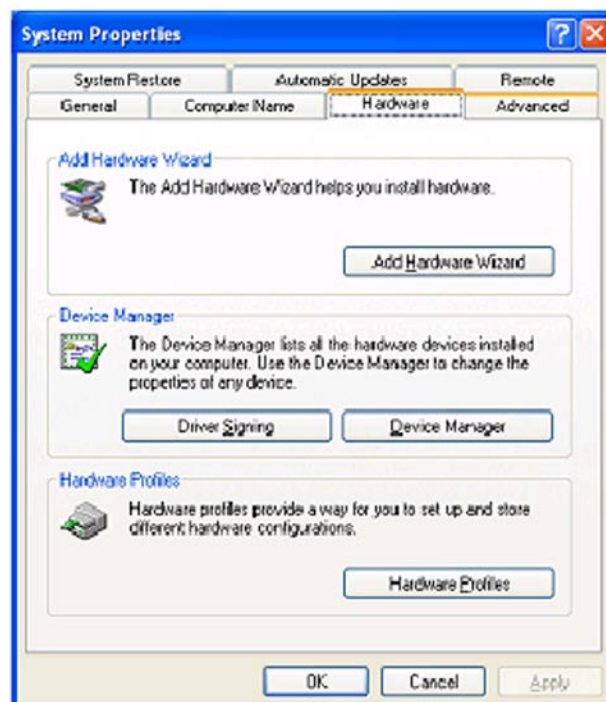 System Properties
System Restore Automatic Updates Remote
General Computer Name Hardware Advanced
Add Hardware Wizard
The Add Hardware Wizard helps you install hardware.
Add Hardware Wizard
Device Manager
The Device Manager lists all the hardware devices installed
on your computer. Use the Device Manager to change the
properties of any device.
Driver Signing Device Manager
Hardware Profiles
Hardware profiles provide a way for you to set up and store
different hardware configurations.
Hardware Profiles
OK Cancel Apply